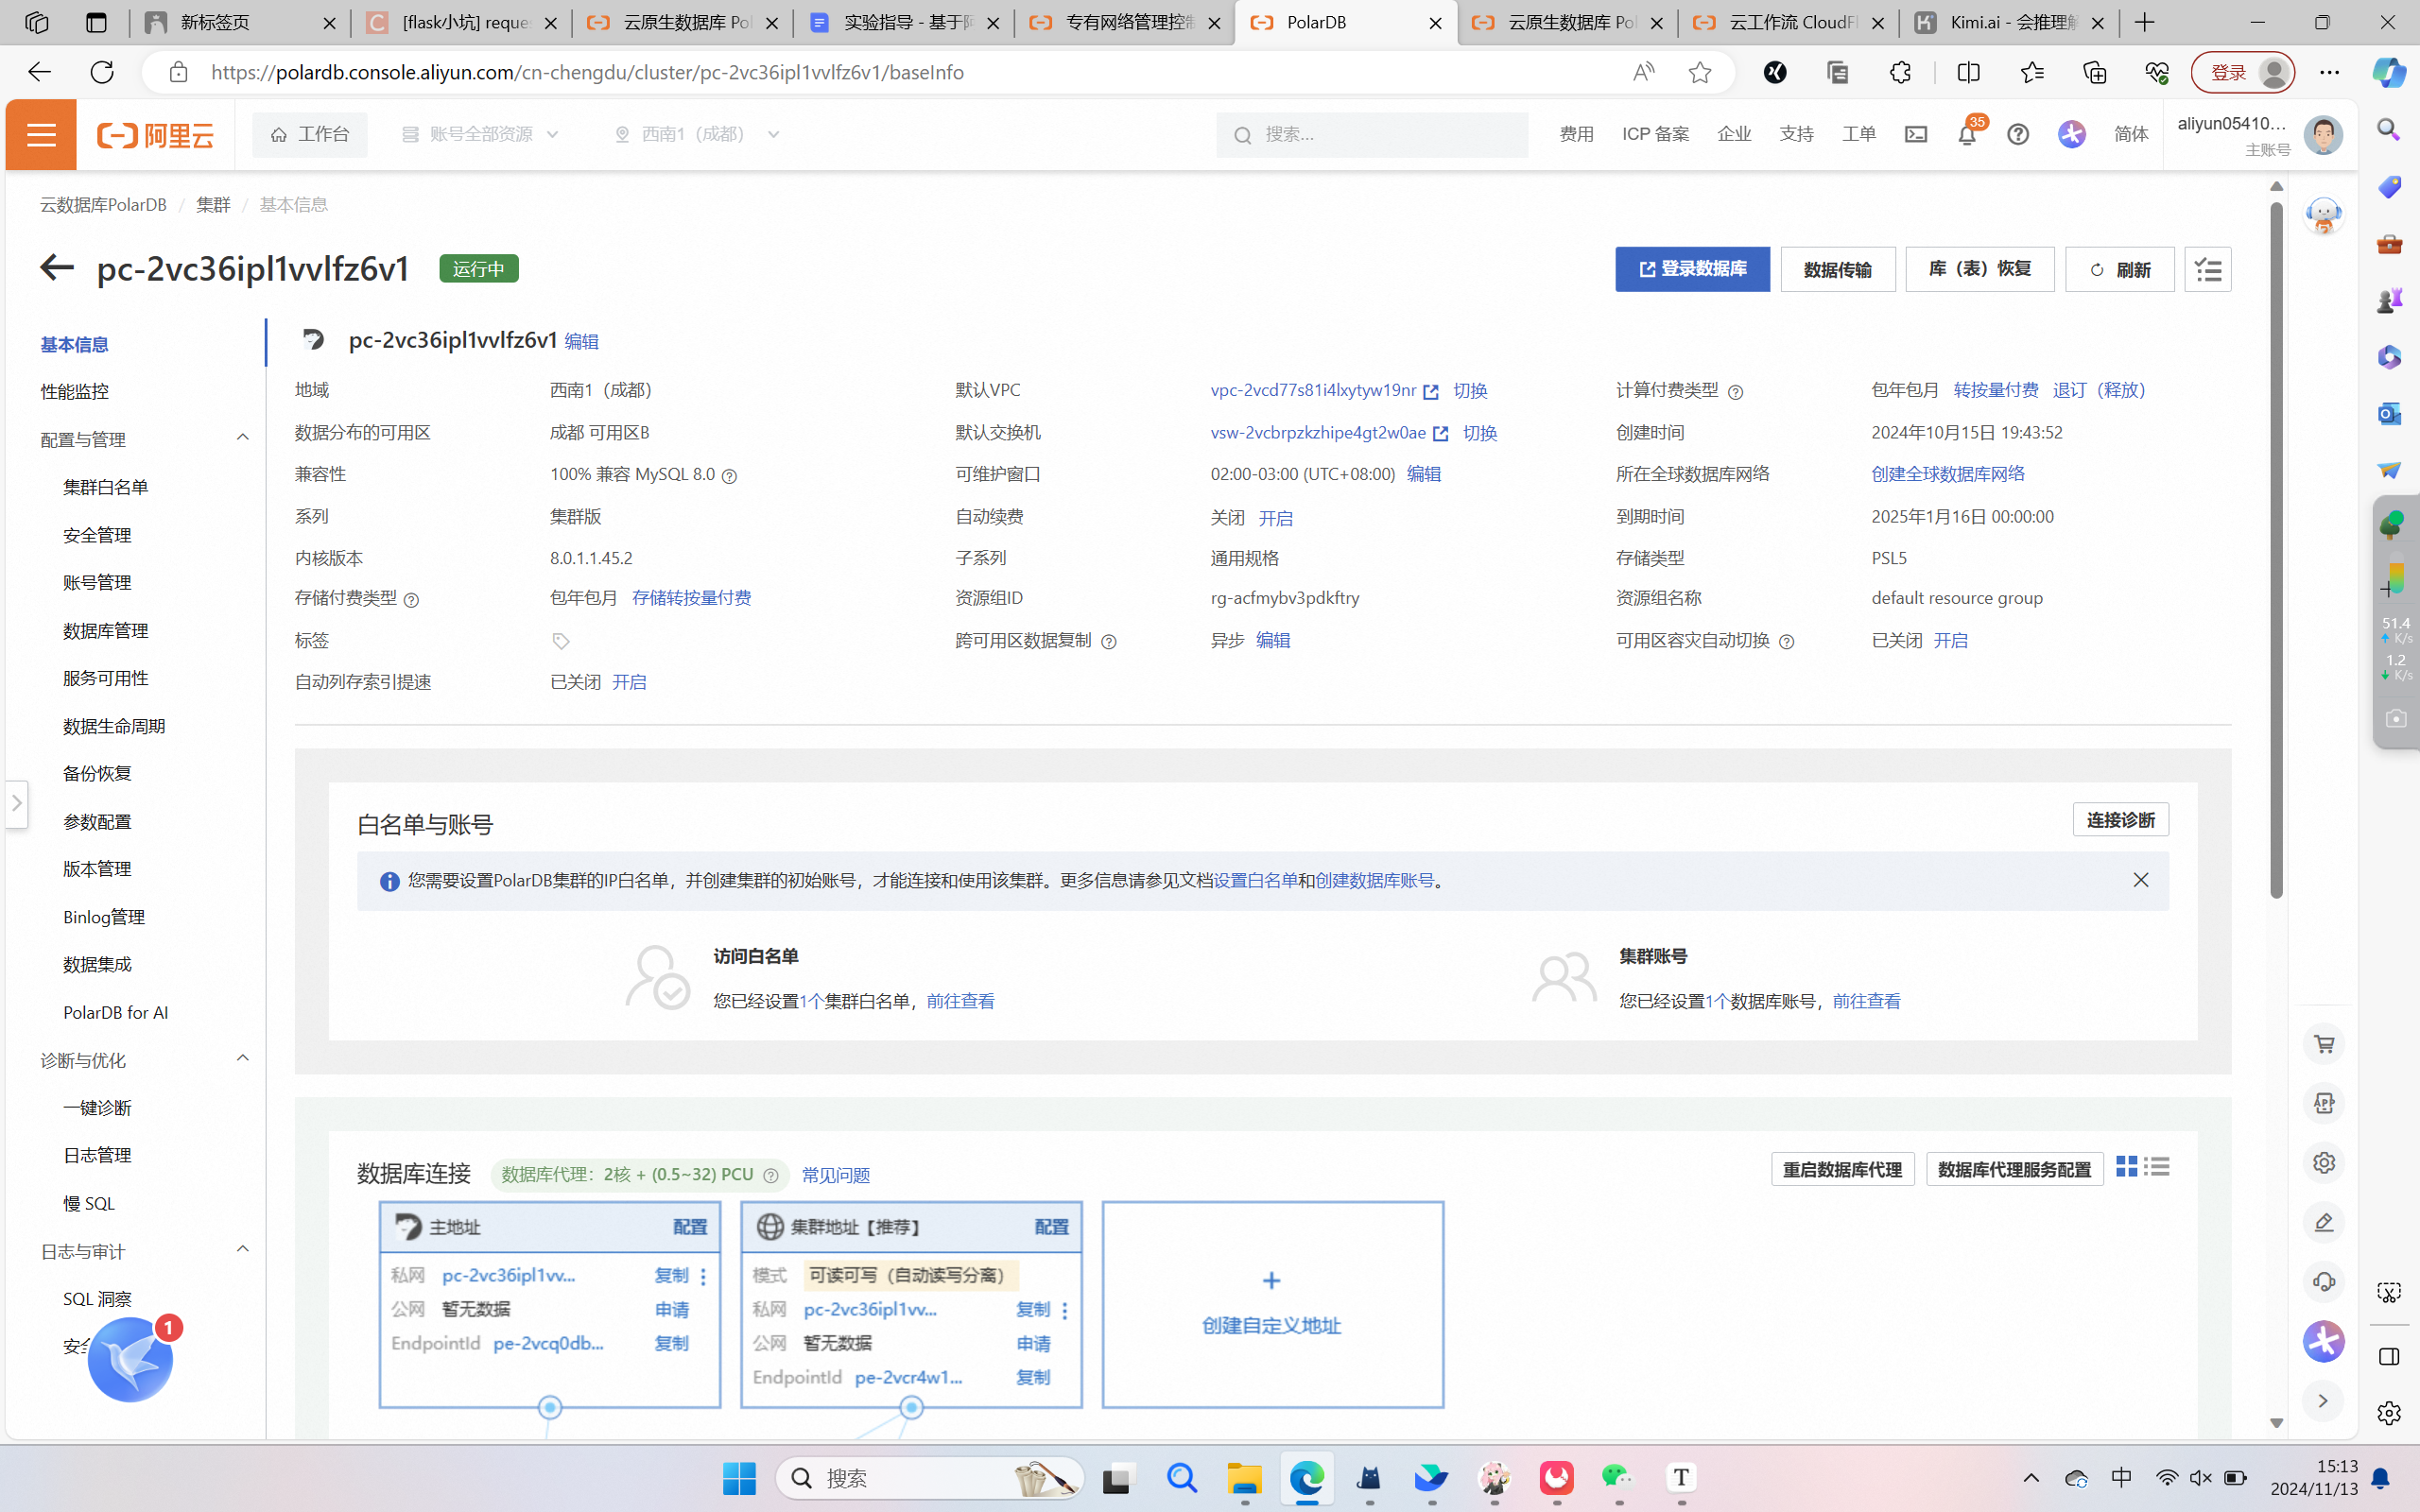 新标签页
[flask小坑] reque
云原生数据库 Pol
实验指导 - 基于阿
专有网络管理控制
PolarDB
云原生数据库 Pol
云工作流 CloudFl
Kimi.ai - 会推理解
https://polardb.console.aliyun.com/cn-chengdu/cluster/pc-2vc36ipl1vvlfz6v1/baseInfo
登录
阿里云
工作台
账号全部资源
西南1（成都）
搜索...
费用
ICP 备案
企业
支持
工单
35
简体
aliyun05410...
主账号
云数据库PolarDB / 集群 / 基本信息
pc-2vc36ipl1vvlfz6v1
运行中
登录数据库
数据传输
库（表）恢复
刷新
基本信息
性能监控
配置与管理
集群白名单
安全管理
账号管理
数据库管理
服务可用性
数据生命周期
备份恢复
参数配置
版本管理
Binlog管理
数据集成
PolarDB for AI
诊断与优化
一键诊断
日志管理
慢 SQL
日志与审计
SQL 洞察
1
pc-2vc36ipl1vvlfz6v1 编辑
地域 西南1（成都） 默认VPC vpc-2vcd77s81i4lxytyw19nr 切换 计算付费类型 包年包月 转按量付费 退订（释放）
数据分布的可用区 成都 可用区B 默认交换机 vsw-2vcbrpzkzhipe4gt2w0ae 切换 创建时间 2024年10月15日 19:43:52
兼容性 100% 兼容 MySQL 8.0 可维护窗口 02:00-03:00 (UTC+08:00) 编辑 所在全球数据库网络 创建全球数据库网络
系列 集群版 自动续费 关闭 开启 到期时间 2025年1月16日 00:00:00
内核版本 8.0.1.1.45.2 子系列 通用规格 存储类型 PSL5
存储付费类型 包年包月 存储转按量付费 资源组ID rg-acfmybv3pdkftry 资源组名称 default resource group
标签 跨可用区数据复制 异步 编辑 可用区容灾自动切换 已关闭 开启
自动列存索引提速 已关闭 开启
白名单与账号
连接诊断
您需要设置PolarDB集群的IP白名单，并创建集群的初始账号，才能连接和使用该集群。更多信息请参见文档设置白名单和创建数据库账号。
访问白名单
您已经设置1个集群白名单，前往查看
集群账号
您已经设置1个数据库账号，前往查看
数据库连接
数据库代理：2核 + (0.5~32) PCU
常见问题
重启数据库代理
数据库代理服务配置
主地址 配置
私网 pc-2vc36ipl1vv... 复制
公网 暂无数据 申请
EndpointId pe-2vcq0db... 复制
集群地址【推荐】 配置
模式 可读可写（自动读写分离）
私网 pc-2vc36ipl1vv... 复制
公网 暂无数据 申请
EndpointId pe-2vcr4w1... 复制
+
创建自定义地址
51.4
K/s
1.2
K/s
APP
搜索
中
15:13
2024/11/13